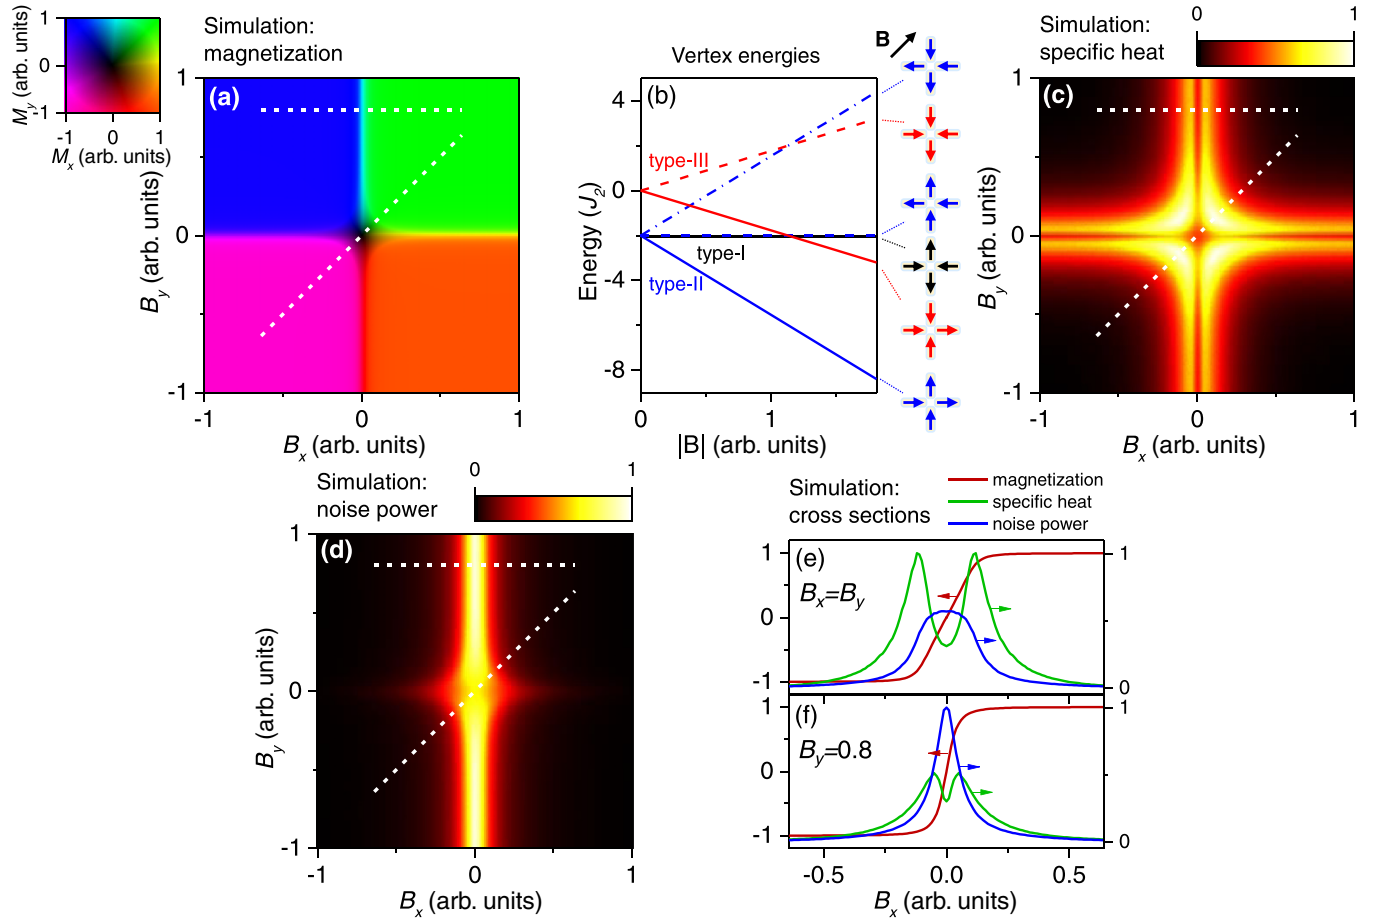 1
0
-1
M_y (arb. units)
-1 0 1
M_x (arb. units)
Simulation:
magnetization
(a)
1
0
-1
B_y (arb. units)
-1 0 1
B_x (arb. units)
Vertex energies
(b)
4
0
-4
-8
Energy (J_2)
type-III
type-I
type-II
0 1
|B| (arb. units)
B
Simulation:
specific heat
0 1
(c)
1
0
-1
B_y (arb. units)
-1 0 1
B_x (arb. units)
Simulation:
noise power
0 1
(d)
1
0
-1
B_y (arb. units)
-1 0 1
B_x (arb. units)
Simulation:
cross sections
magnetization
specific heat
noise power
(e)
B_x=B_y
1
0
-1
1
0
(f)
B_y=0.8
1
0
-1
1
0
-0.5 0.0 0.5
B_x (arb. units)